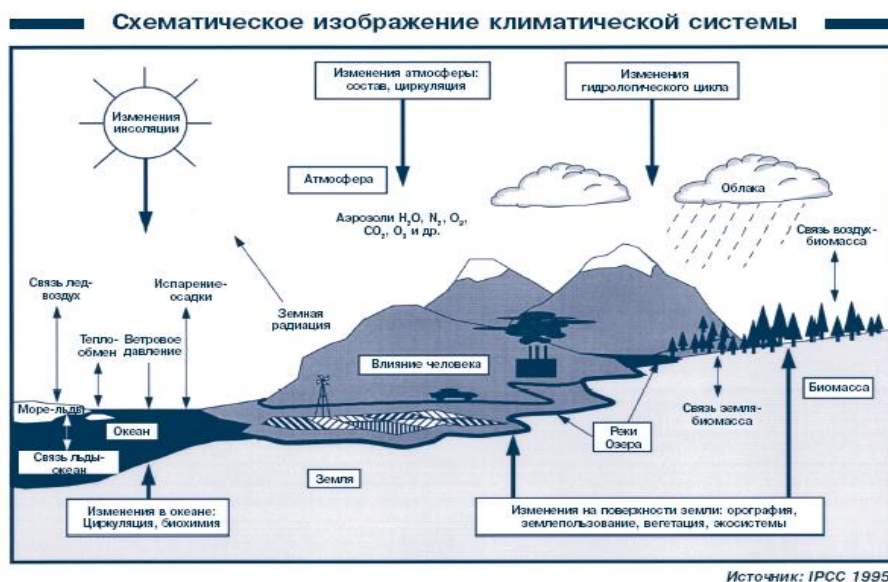 Схематическое изображение климатической системы
Изменения атмосферы:
состав, циркуляция
Изменения
гидрологического цикла
Изменения
инсоляции
Атмосфера
Облака
Аэрозоли H₂O, N₂, O₂,
CO₂, O₃ и др.
Связь воздух-
биомасса
Связь лед-
воздух
Испарение-
осадки
Земная
радиация
Тепло-
обмен
Ветровое
давление
Влияние человека
Море-льды
Океан
Связь льды-
океан
Земля
Реки
Озера
Связь земля-
биомасса
Биомасса
Изменения в океане:
Циркуляция, биохимия
Изменения на поверхности земли: орография,
землепользование, вегетация, экосистемы
Источник: IPCC 1995